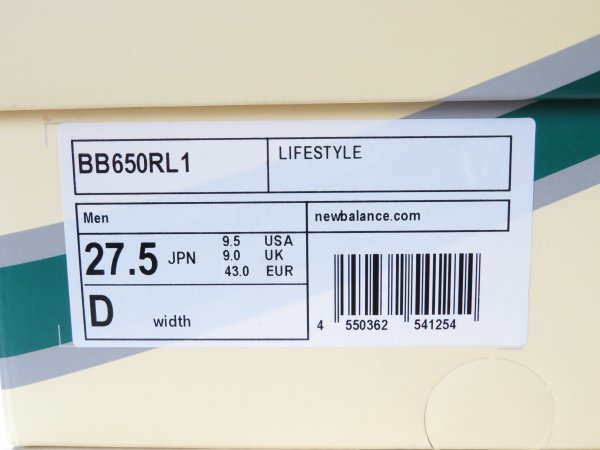 BB650RL1
LIFESTYLE
Men
newbalance.com
27.5 JPN
9.5 USA
9.0 UK
43.0 EUR
D width
4 550362 541254